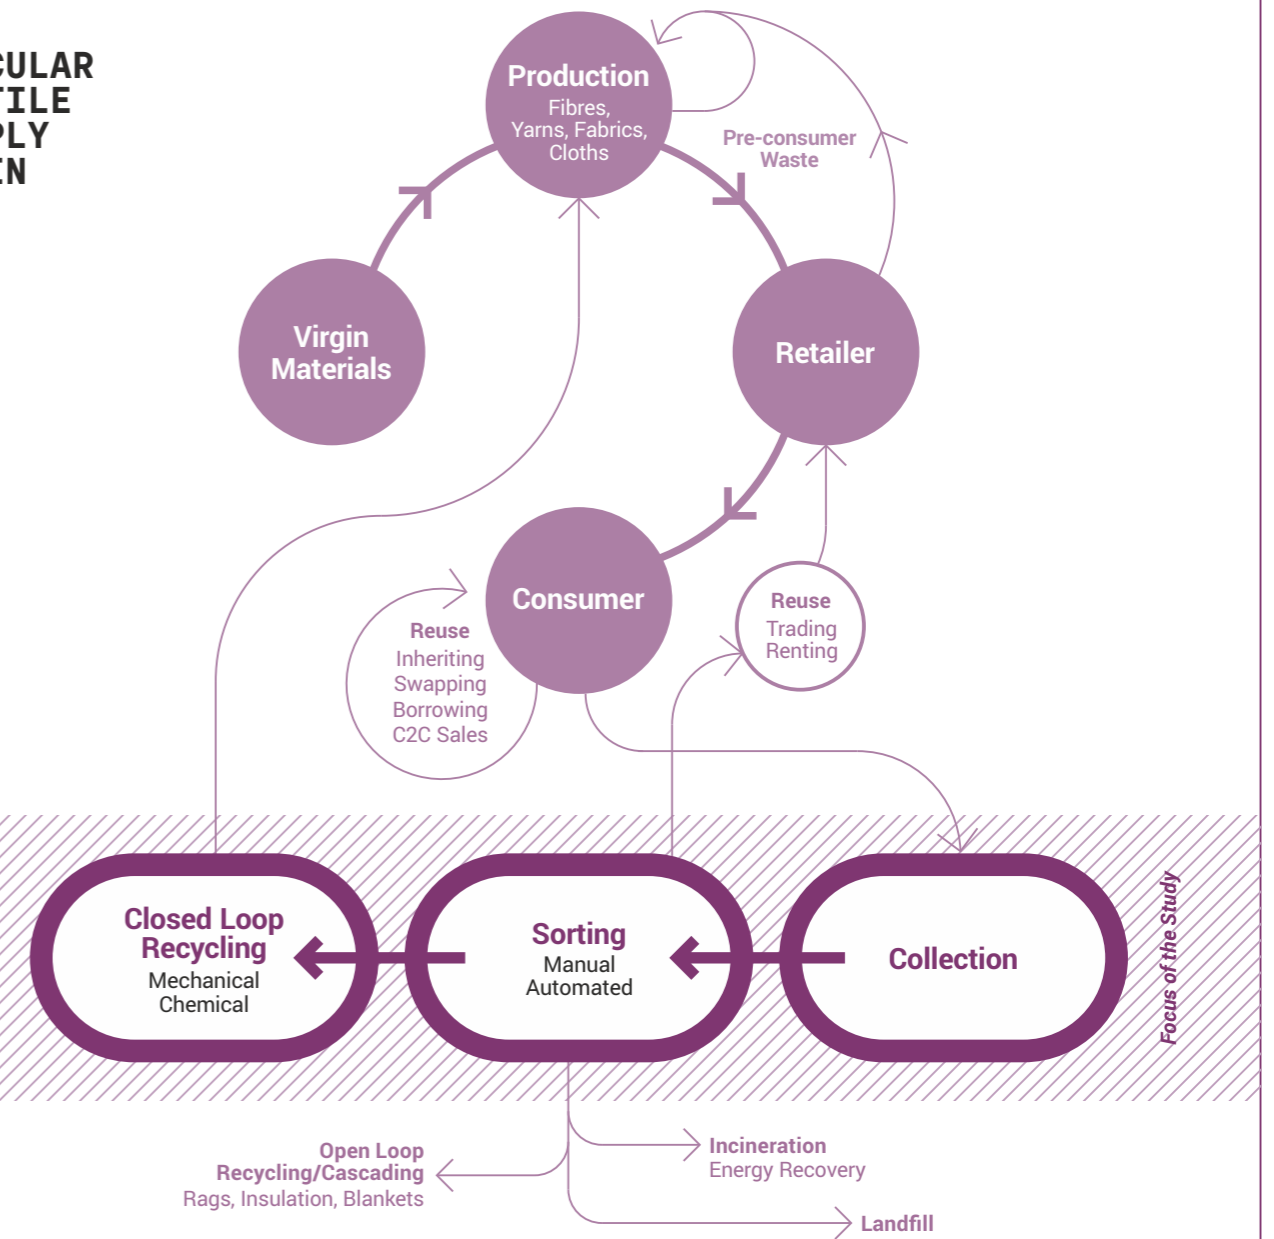 CULAR
TILE
PLY
IN
Production
Fibres,
Yarns, Fabrics,
Cloths
Pre-consumer
Waste
Virgin
Materials
Retailer
Consumer
Reuse
Inheriting
Swapping
Borrowing
C2C Sales
Reuse
Trading
Renting
Closed Loop
Recycling
Mechanical
Chemical
Sorting
Manual
Automated
Collection
Focus of the Study
Open Loop
Recycling/Cascading
Rags, Insulation, Blankets
Incineration
Energy Recovery
Landfill